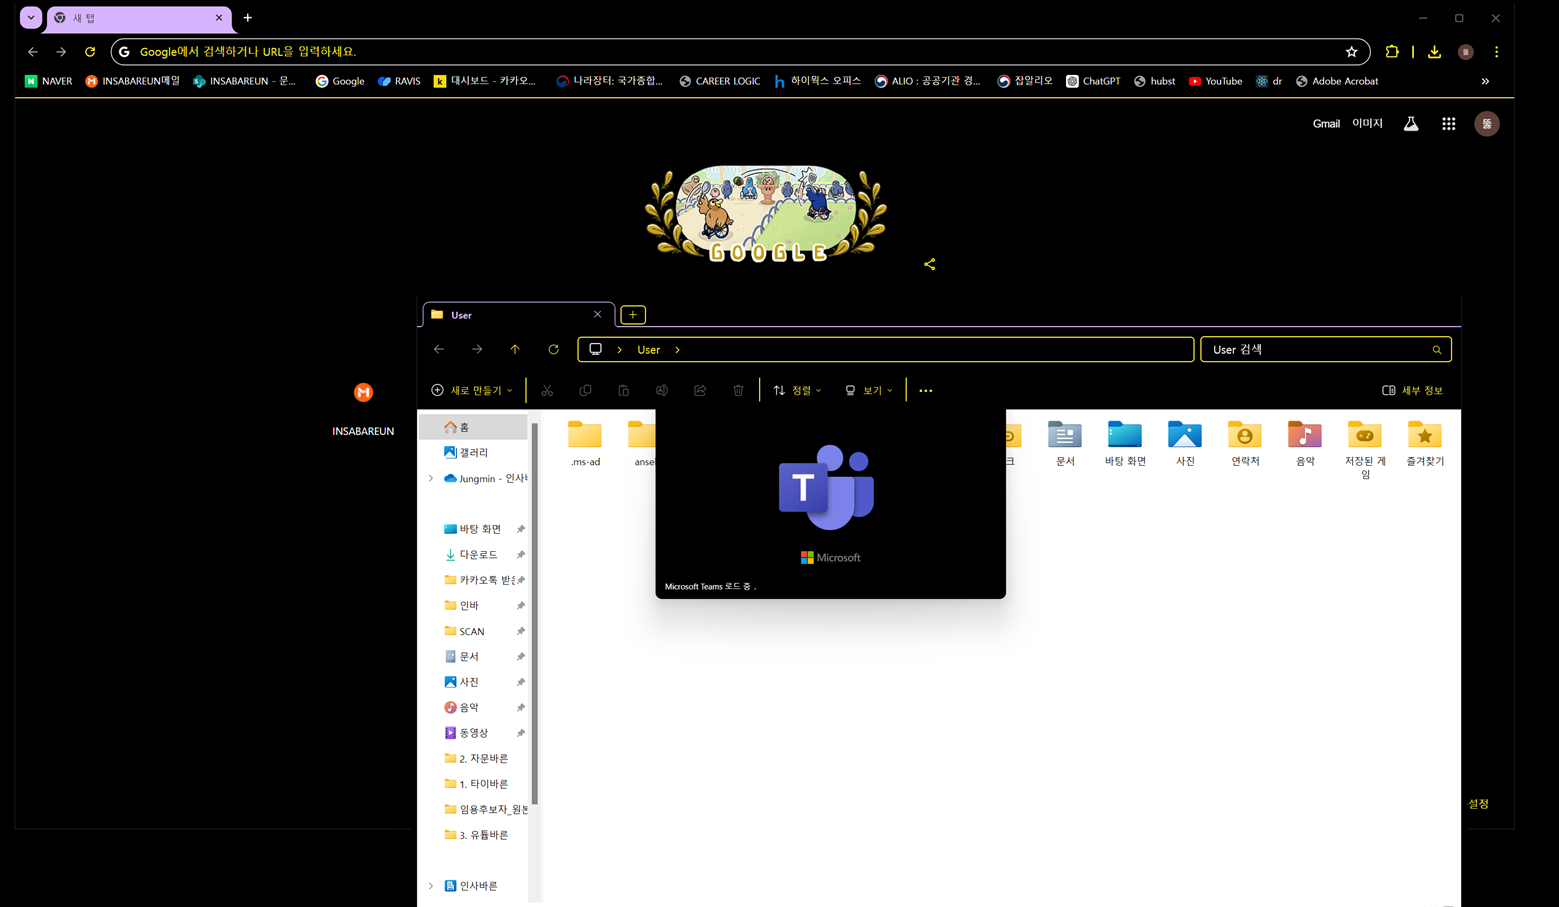 새 탭
Google에서 검색하거나 URL을 입력하세요.
뚫
NAVER
INSABAREUN메일
INSABAREUN - 문...
Google
RAVIS
대시보드 - 카카오...
나라장터: 국가종합...
CAREER LOGIC
하이웍스 오피스
ALIO : 공공기관 경...
잡알리오
ChatGPT
hubst
YouTube
dr
Adobe Acrobat
Gmail 이미지
뚫
GOOGLE
INSABAREUN
User
User
User 검색
새로 만들기
정렬
보기
세부 정보
홈
갤러리
Jungmin - 인사바
바탕 화면
다운로드
카카오톡 받은
인바
SCAN
문서
사진
음악
동영상
2. 자문바른
1. 타이바른
임용후보자_원본
3. 유튭바른
인사바른
.ms-ad
ansel
크
문서
바탕 화면
사진
연락처
음악
저장된 게
임
즐겨찾기
T
Microsoft
Microsoft Teams 로드 중 .
설정